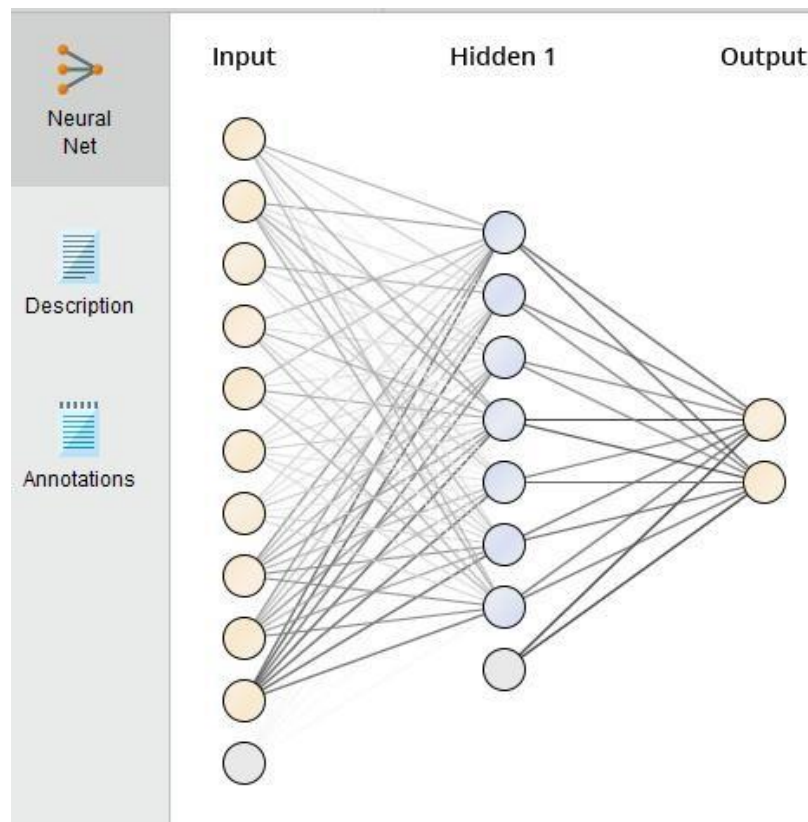 Input
Hidden 1
Output
Neural
Net
Description
Annotations